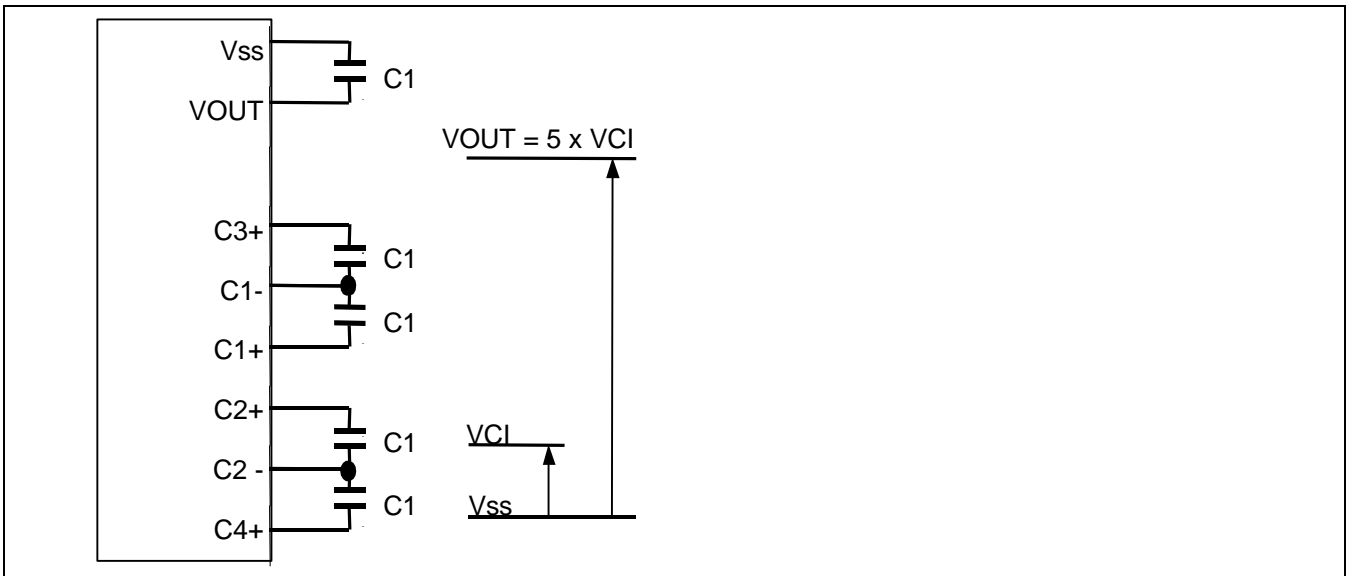 Vss
C1
VOUT
VOUT = 5 x VCI
C3+
C1
C1-
C1
C1+
C2+
C1
VCI
C2 -
C1
Vss
C4+